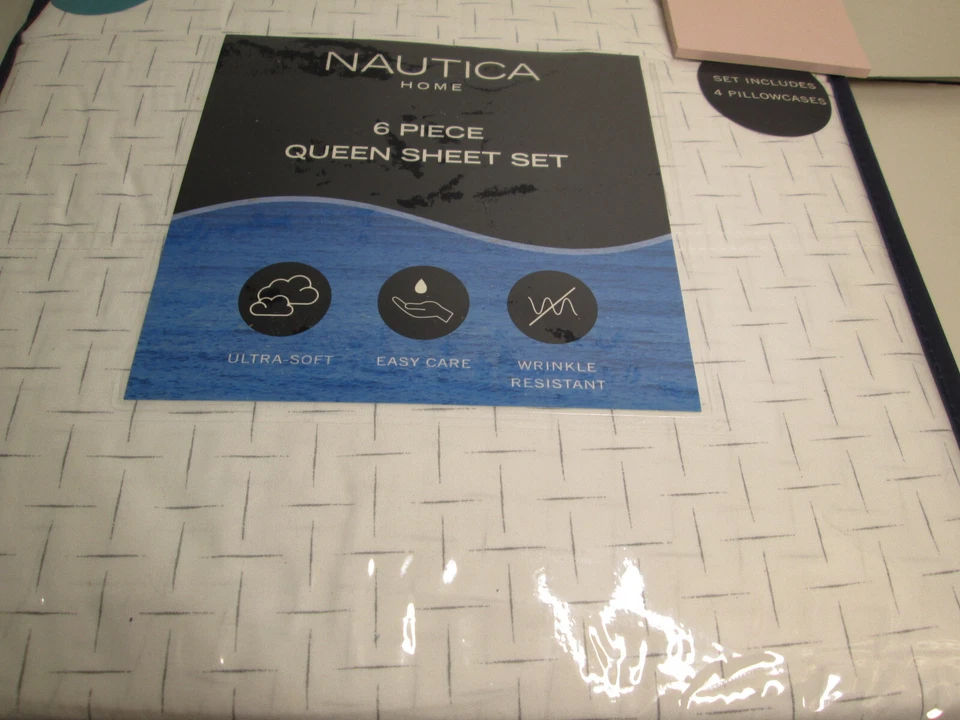 NAUTICA
HOME
6 PIECE
QUEEN SHEET SET
SET INCLUDES
4 PILLOWCASES
ULTRA-SOFT
EASY CARE
WRINKLE
RESISTANT